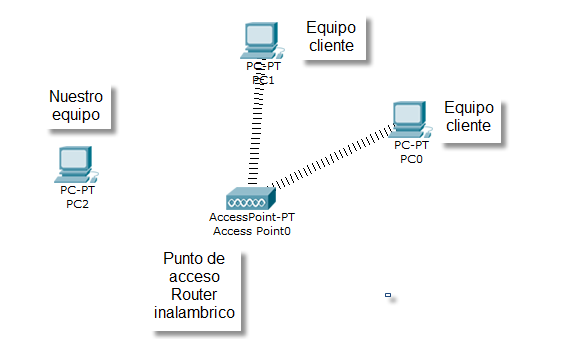 Equipo
cliente
PC-PT
PC1
Nuestro
equipo
Equipo
cliente
PC-PT
PC0
PC-PT
PC2
AccessPoint-PT
Access Point0
Punto de
acceso
Router
inalambrico